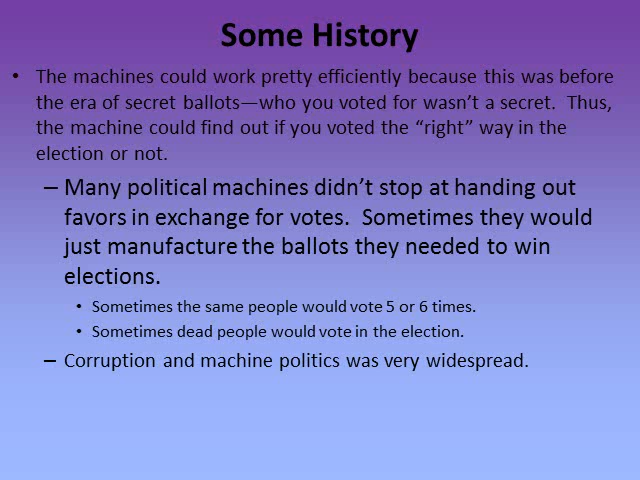 Some History
• The machines could work pretty efficiently because this was before
the era of secret ballots—who you voted for wasn't a secret.  Thus,
the machine could find out if you voted the “right” way in the
election or not.
– Many political machines didn't stop at handing out
favors in exchange for votes.  Sometimes they would
just manufacture the ballots they needed to win
elections.
• Sometimes the same people would vote 5 or 6 times.
• Sometimes dead people would vote in the election.
– Corruption and machine politics was very widespread.